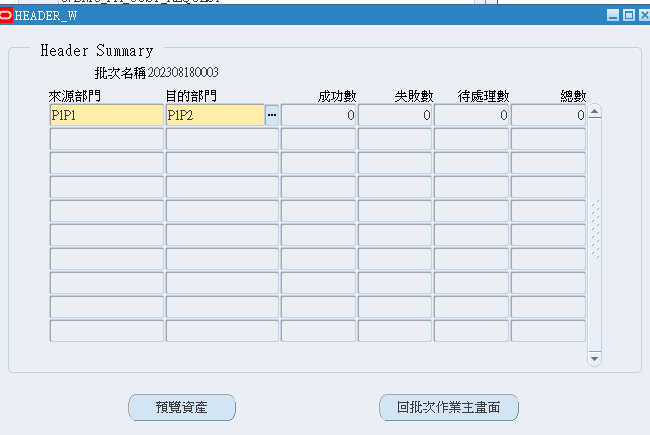 HEADER_W
Header Summary
批次名稱 202308180003
來源部門 目的部門 成功數 失敗數 待處理數 總數
P1P1 P1P2 ... 0 0 0 0
預覽資產 回批次作業主畫面